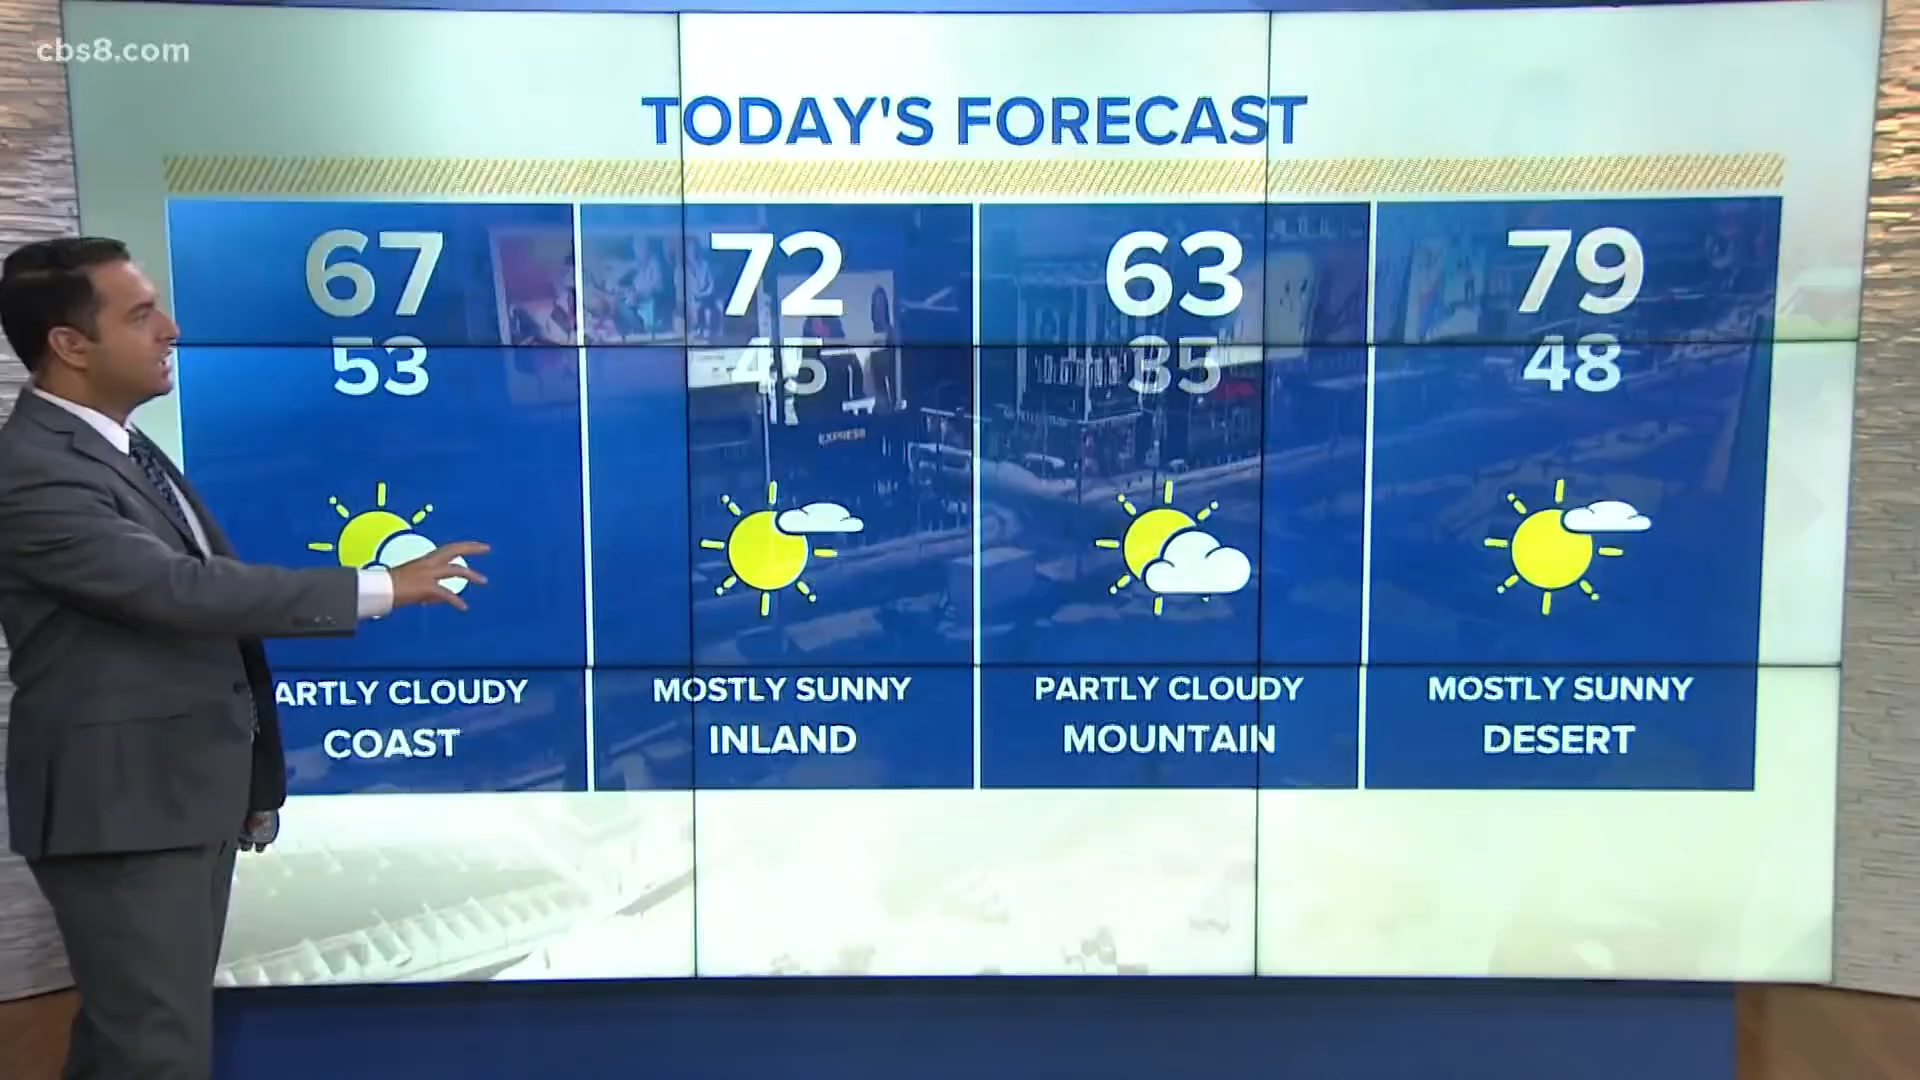 cbs8.com
TODAY'S FORECAST
67 72 63 79
53 45 35 48
EXPRESS
ARTLY CLOUDY MOSTLY SUNNY PARTLY CLOUDY MOSTLY SUNNY
COAST INLAND MOUNTAIN DESERT